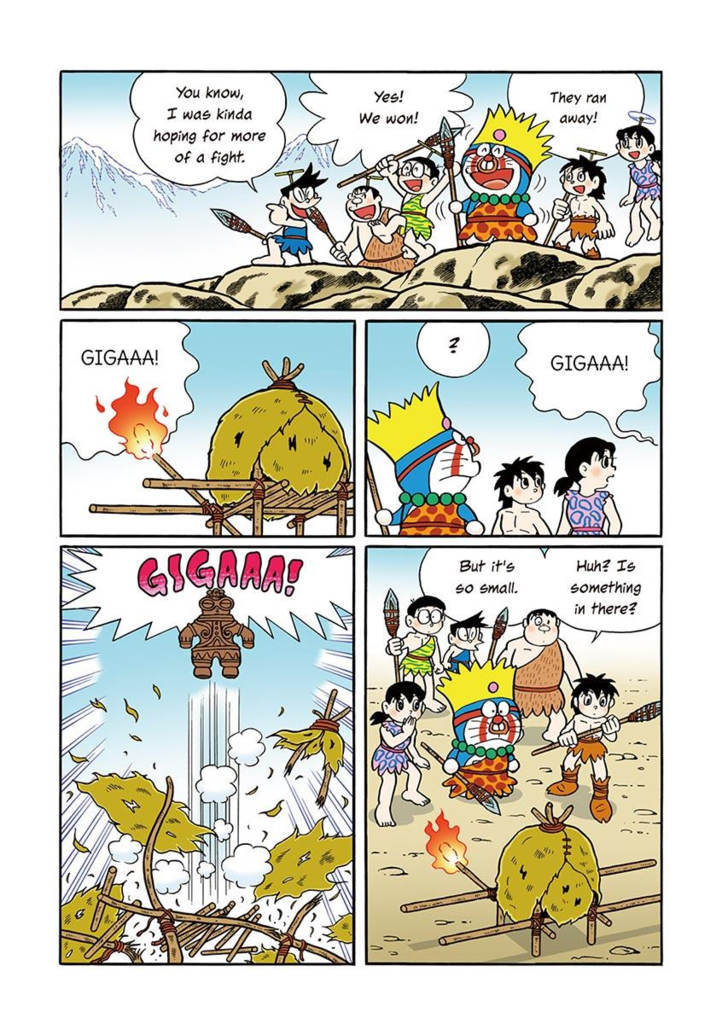 They ran
away!
Yes!
We won!
You know,
I was kinda
hoping for more
of a fight.
GIGAAA!
?
GIGAAA!
Huh? Is
something
in there?
But it's
so small.
GIGAAA!